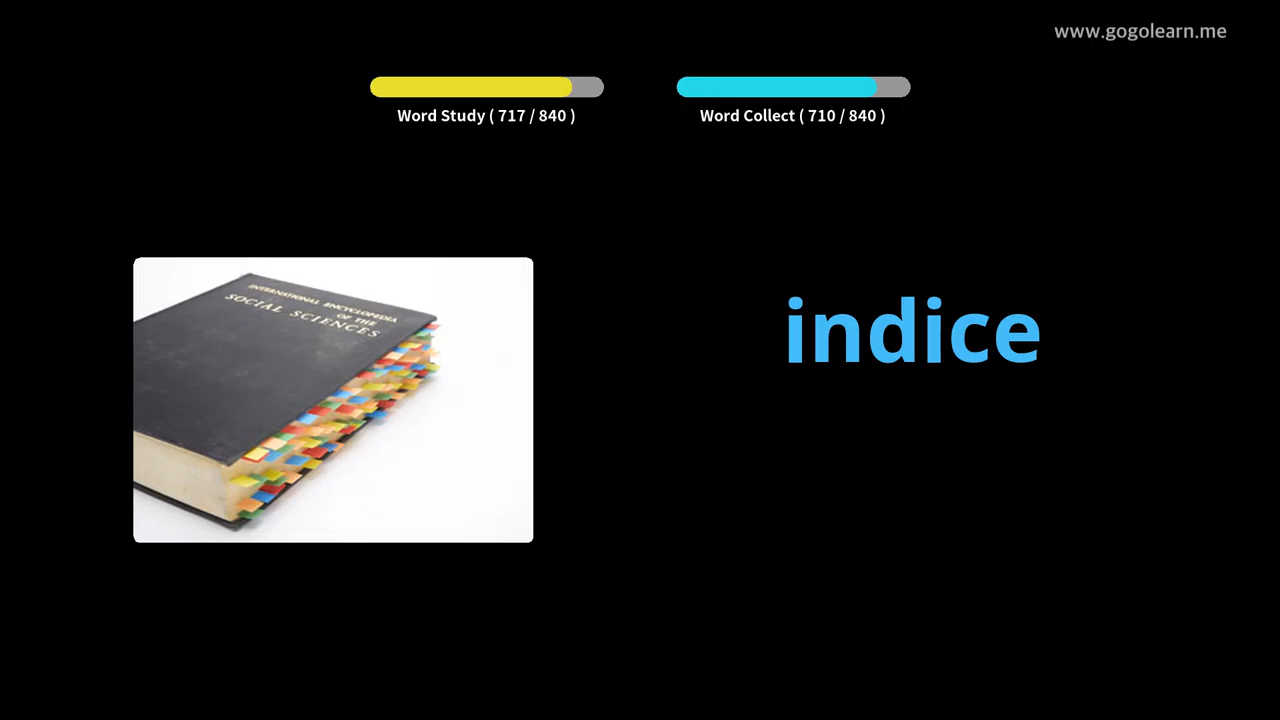 www.gogolearn.me
Word Study ( 717 / 840 )
Word Collect ( 710 / 840 )
INTERNATIONAL ENCYCLOPEDIA
OF THE
SOCIAL SCIENCES
indice